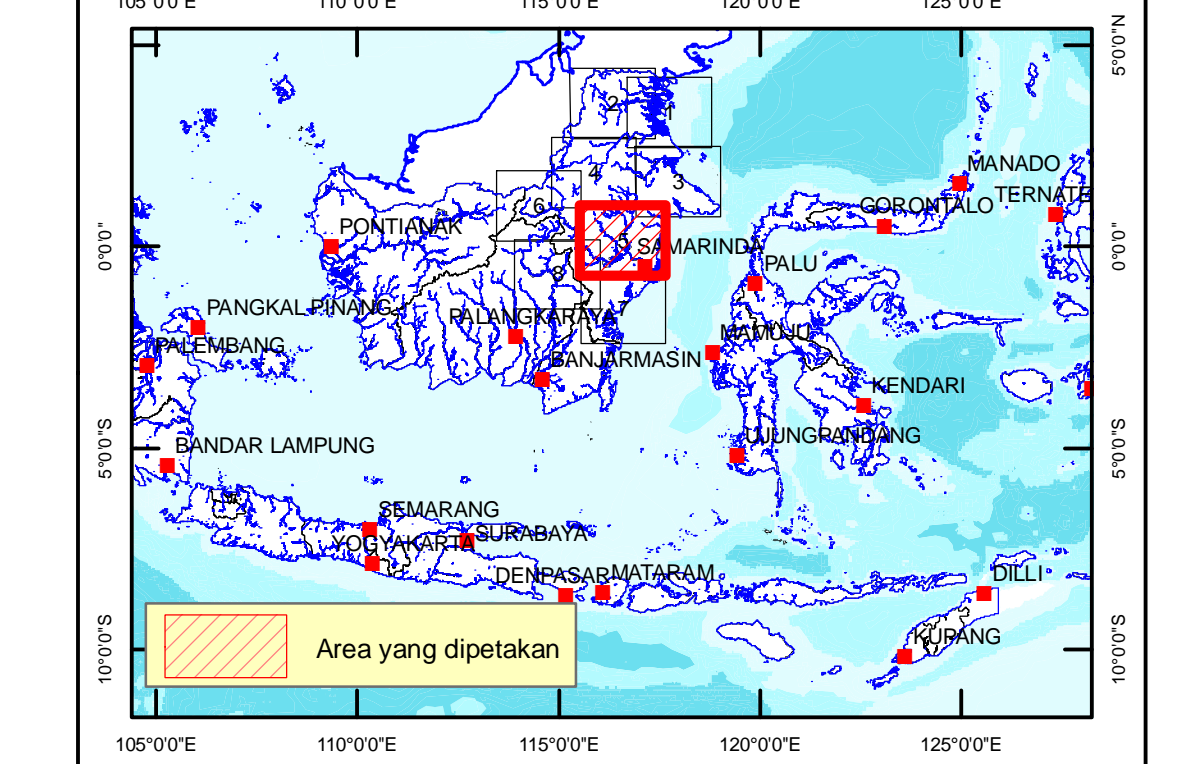 105°0'0"E 110°0'0"E 115°0'0"E 120°0'0"E 125°0'0"E
5°0'0"N
2
1
MANADO
4
3
TERNATE
6
GORONTALO
PONTIANAK
5
SAMARINDA
0°0'0"
0°0'0"
PALU
8
PANGKAL PINANG
7
PALANGKARAYA
MAMUJU
PALEMBANG
BANJARMASIN
KENDARI
UJUNGPANDANG
BANDAR LAMPUNG
5°0'0"S
5°0'0"S
SEMARANG
SURABAYA
YOGYAKARTA
DENPASAR
MATARAM
DILLI
KUPANG
Area yang dipetakan
10°0'0"S
10°0'0"S
105°0'0"E 110°0'0"E 115°0'0"E 120°0'0"E 125°0'0"E